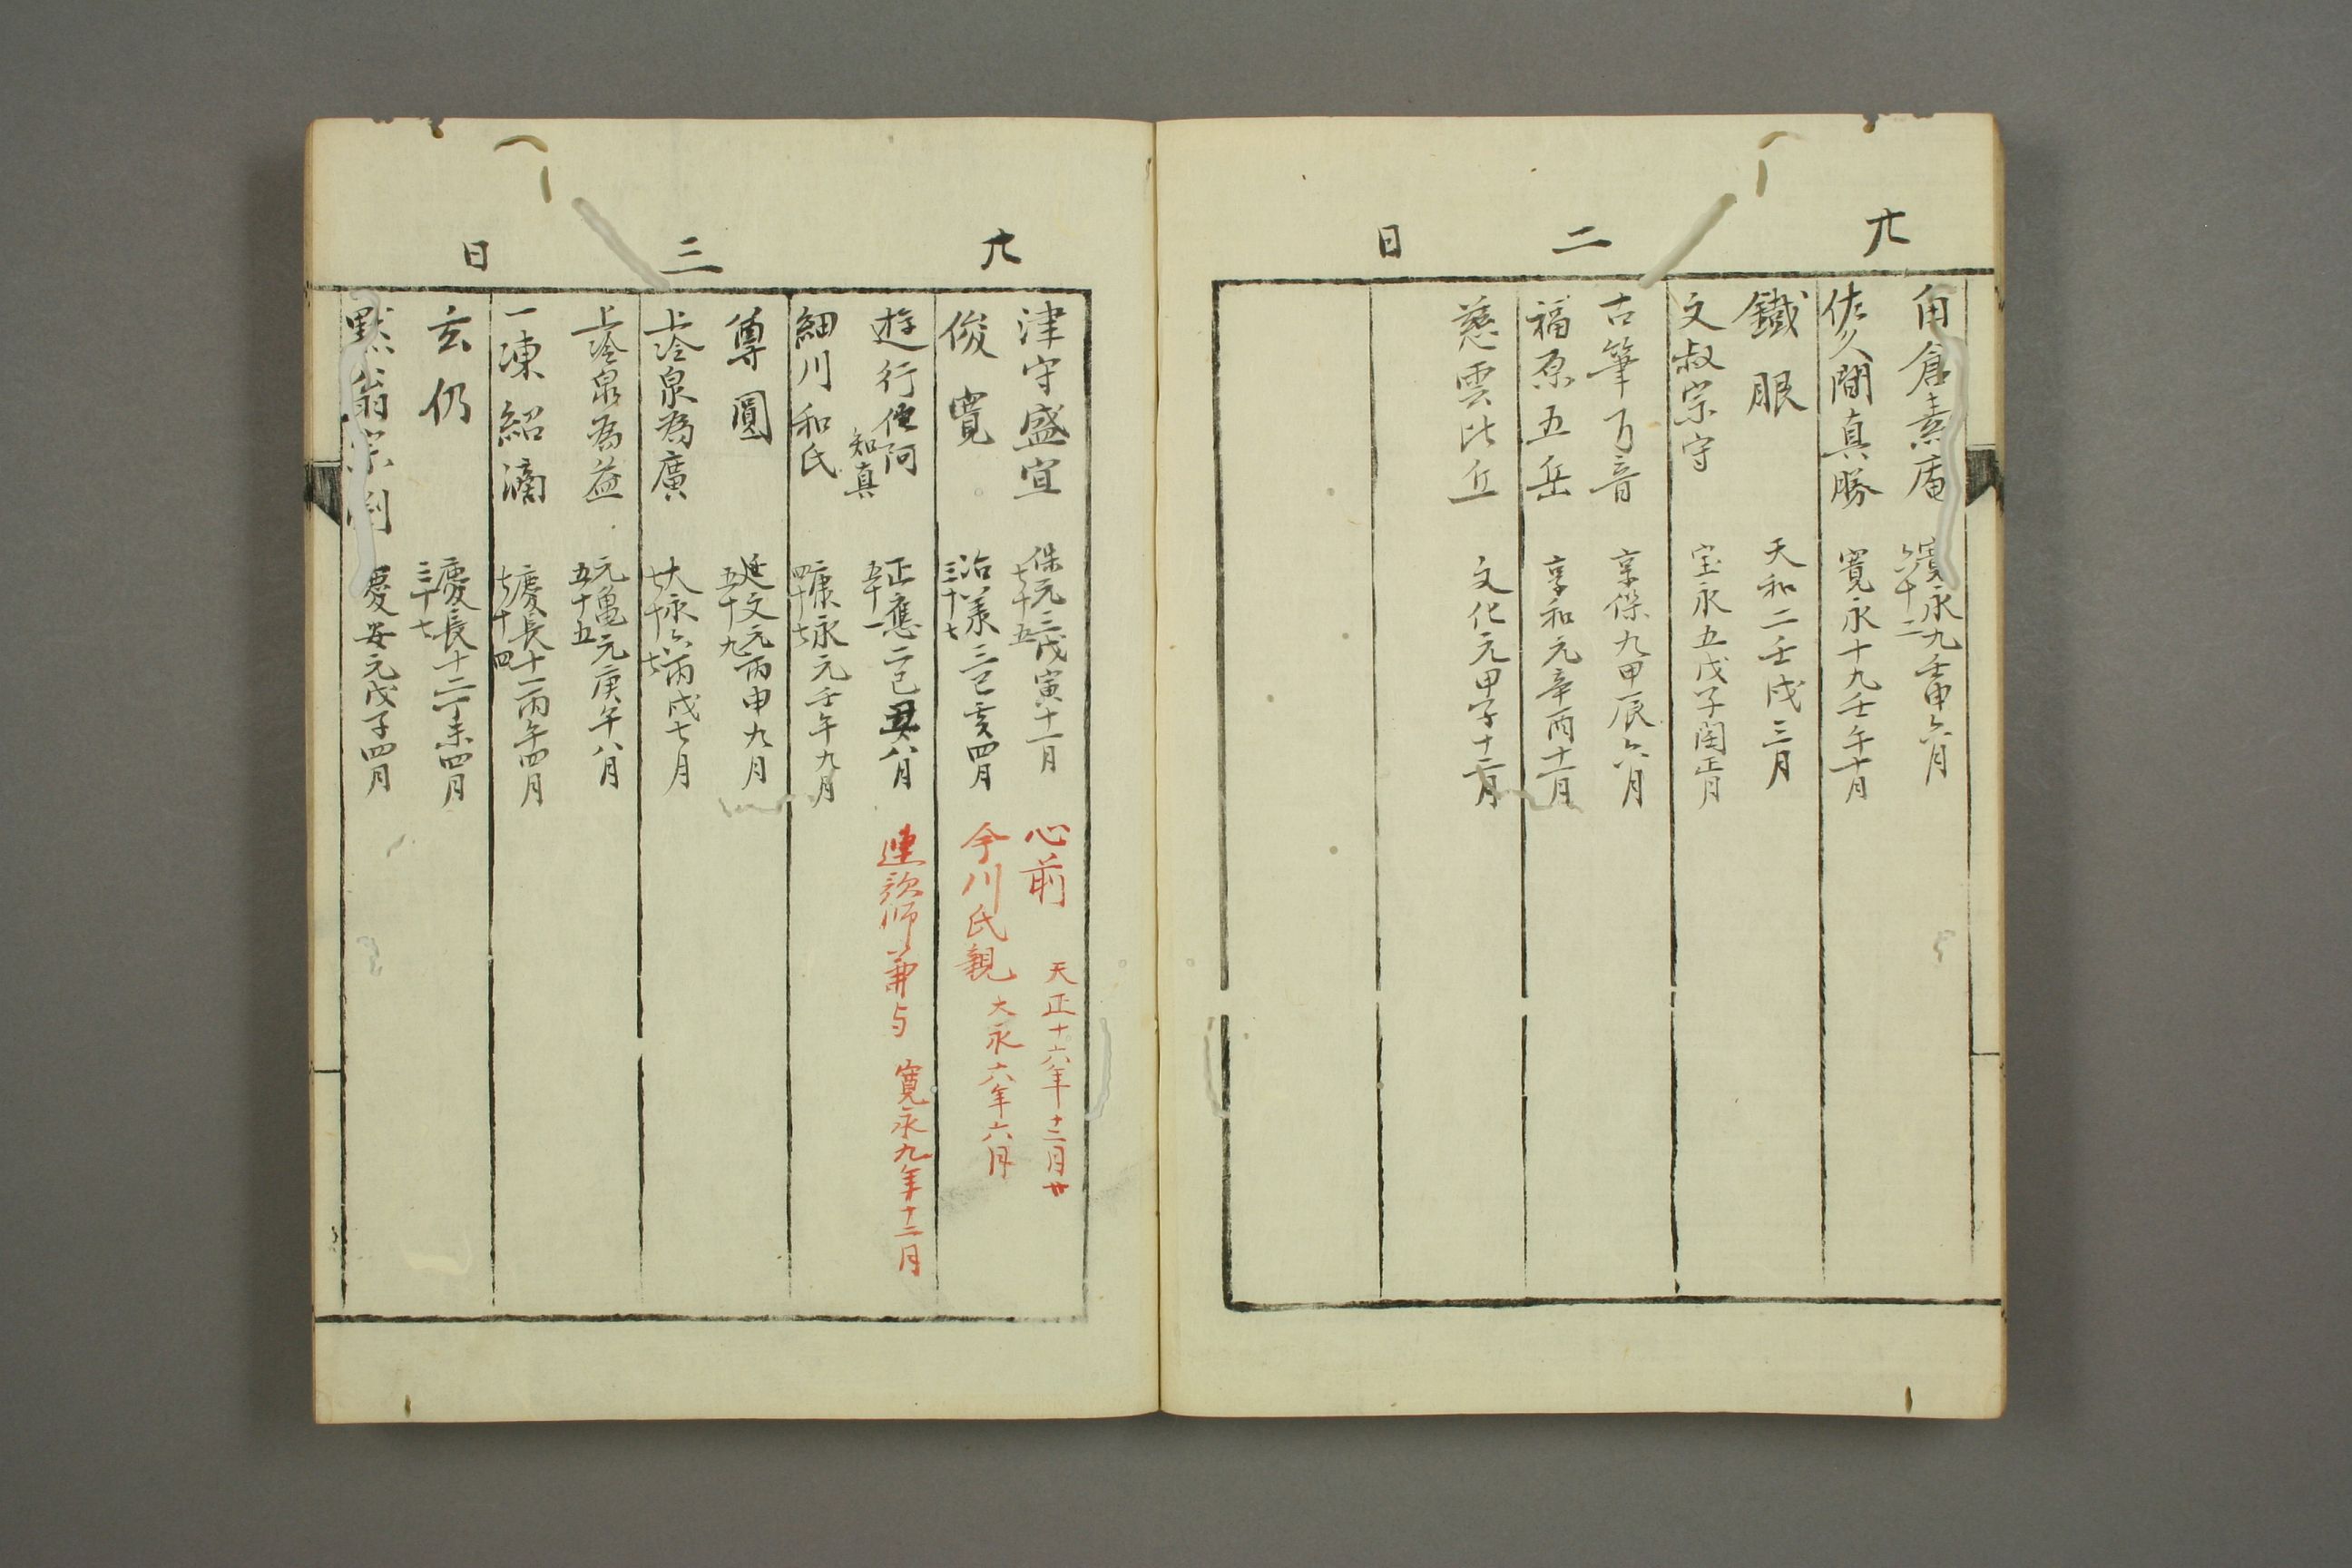 廿 二 日
角倉素庵 寛永九壬申六月
六十二
佐久間真勝 寛永十九壬午十月
鐵眼 天和二壬戌三月
文叔宗守 宝永五戊子閏正月
古筆了音 享保九甲辰六月
福原五岳 享和元辛酉十一月
慈雲比丘 文化元甲子十二月
廿 三 日
津守盛宣 保元三戊寅十一月
七十五
心前 天正十六年十二月廿
俊寛 治羕三己亥四月
三十七
今川氏親 大永六年六月
遊行他阿
知真
正應二己丑八月
五十一
連歌師兼与 寛永九年十二月
細川和氏 康永元壬午九月
四十七
尊圓 延文元丙申九月
五十九
上冷泉為廣 大永六丙戌七月
七十七
上冷泉為益 元亀元庚午八月
五十五
一凍紹滴 慶長十一丙午四月
七十四
玄仍 慶長十二丁未四月
三十七
默翁宗 慶安元戊子四月